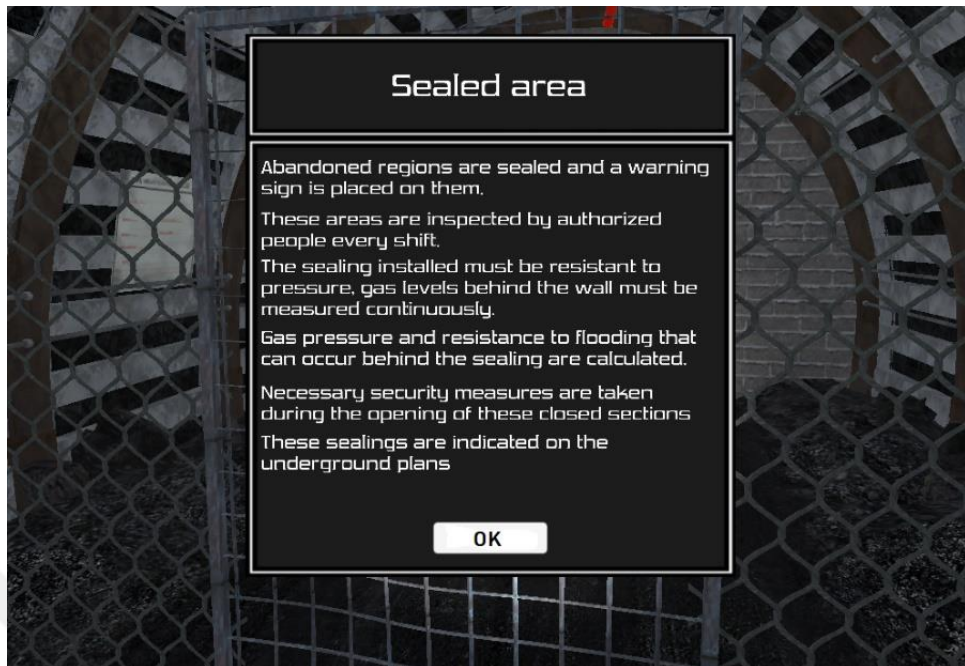 Sealed area
Abandoned regions are sealed and a warning
sign is placed on them.
These areas are inspected by authorized
people every shift.
The sealing installed must be resistant to
pressure, gas levels behind the wall must be
measured continuously.
Gas pressure and resistance to flooding that
can occur behind the sealing are calculated.
Necessary security measures are taken
during the opening of these closed sections
These sealings are indicated on the
underground plans
OK